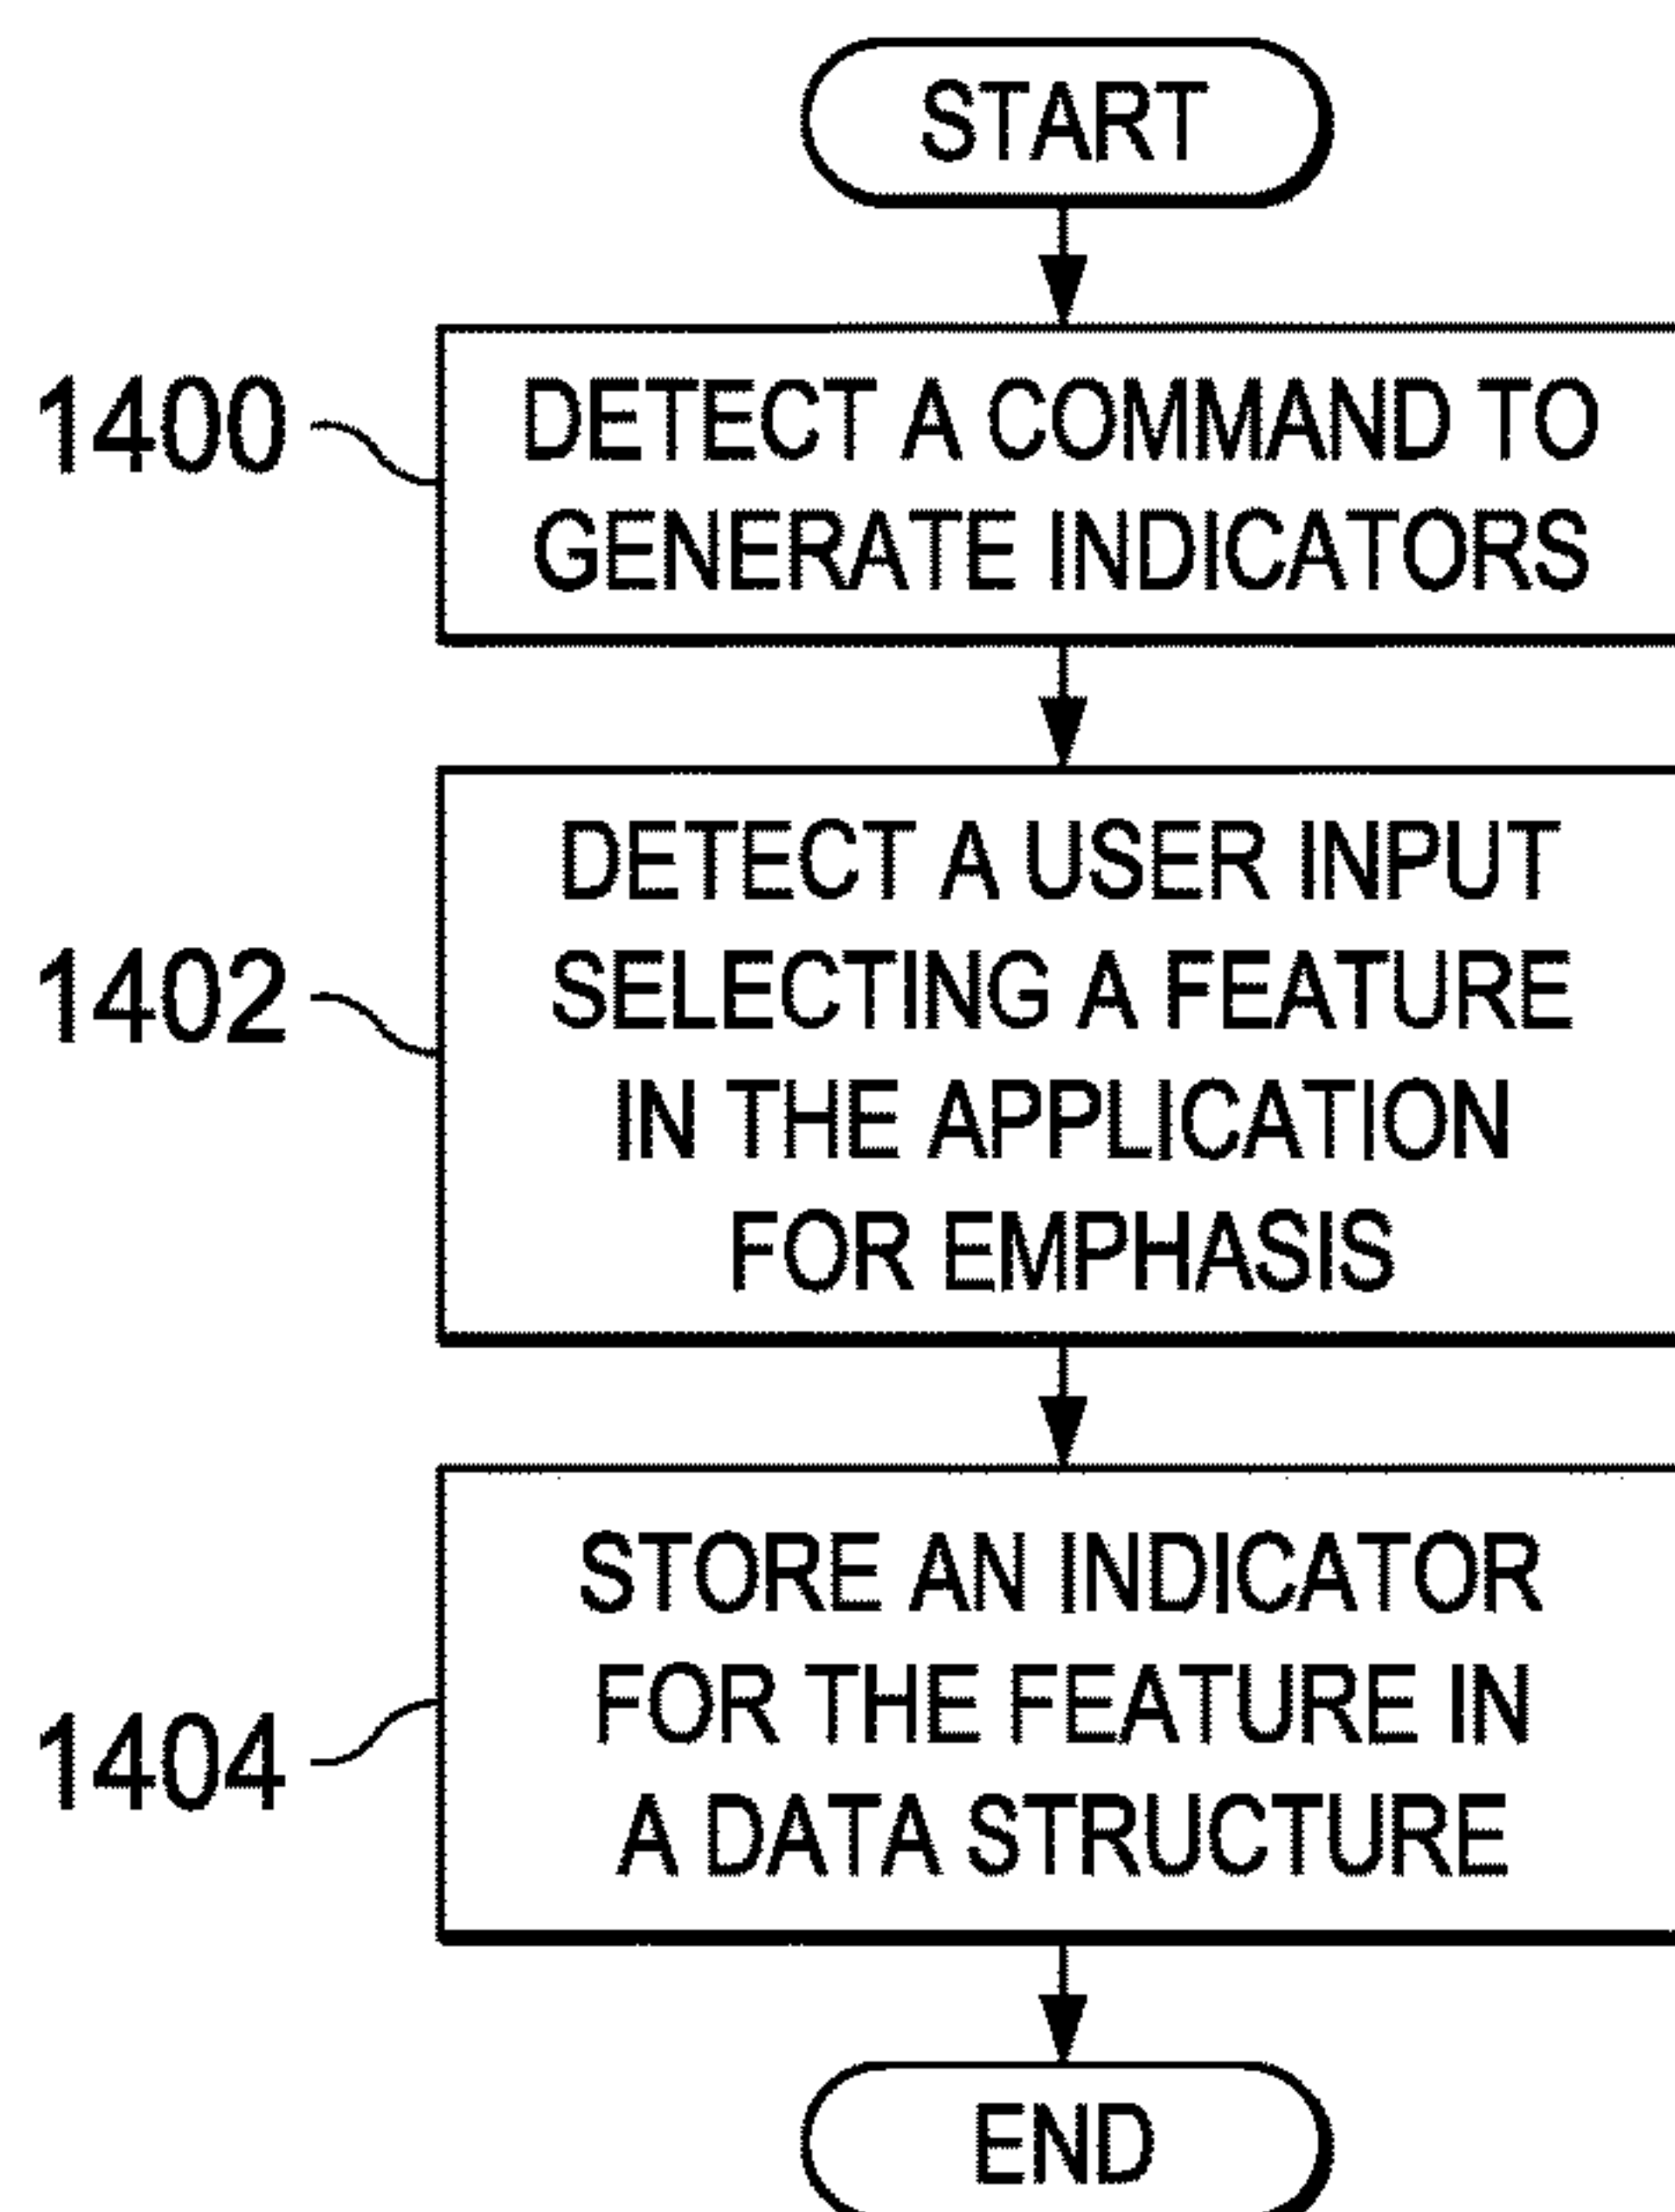 START
1400
DETECT A COMMAND TO
GENERATE INDICATORS
1402
DETECT A USER INPUT
SELECTING A FEATURE
IN THE APPLICATION
FOR EMPHASIS
1404
STORE AN INDICATOR
FOR THE FEATURE IN
A DATA STRUCTURE
END